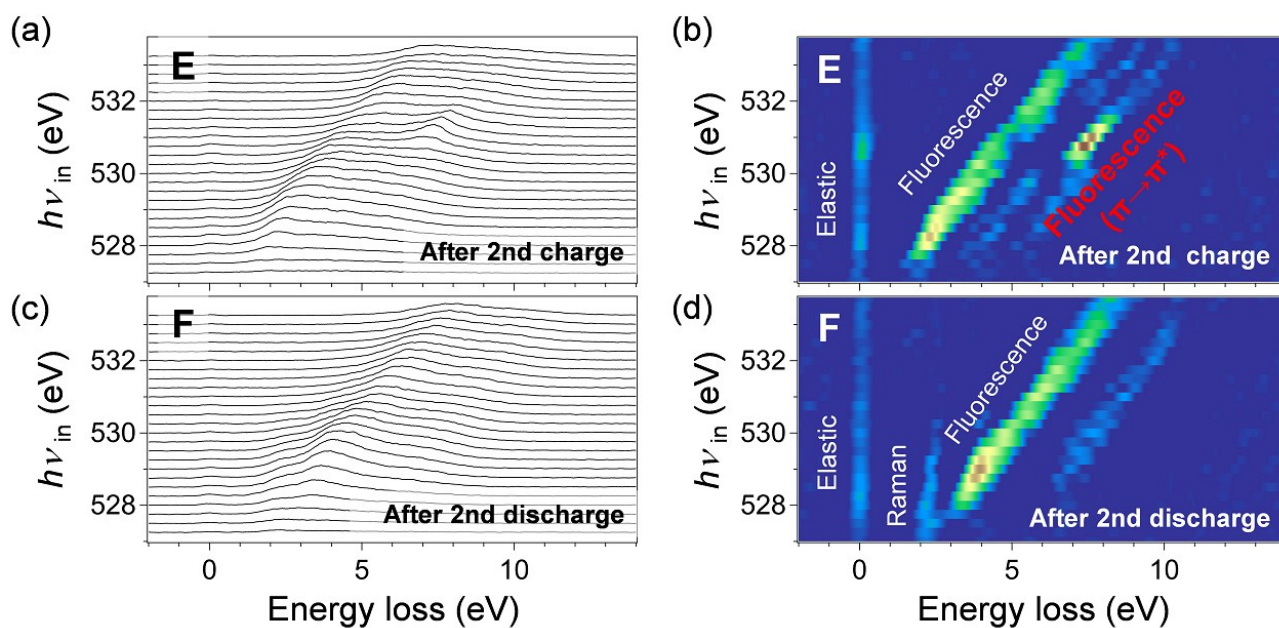 (a)
E
532
530
528
hν in (eV)
After 2nd charge
(b)
E
532
530
528
hν in (eV)
Elastic
Fluorescence
Fluorescence
(π→π*)
After 2nd charge
(c)
F
532
530
528
hν in (eV)
After 2nd discharge
0 5 10
Energy loss (eV)
(d)
F
532
530
528
hν in (eV)
Elastic
Raman
Fluorescence
After 2nd discharge
0 5 10
Energy loss (eV)